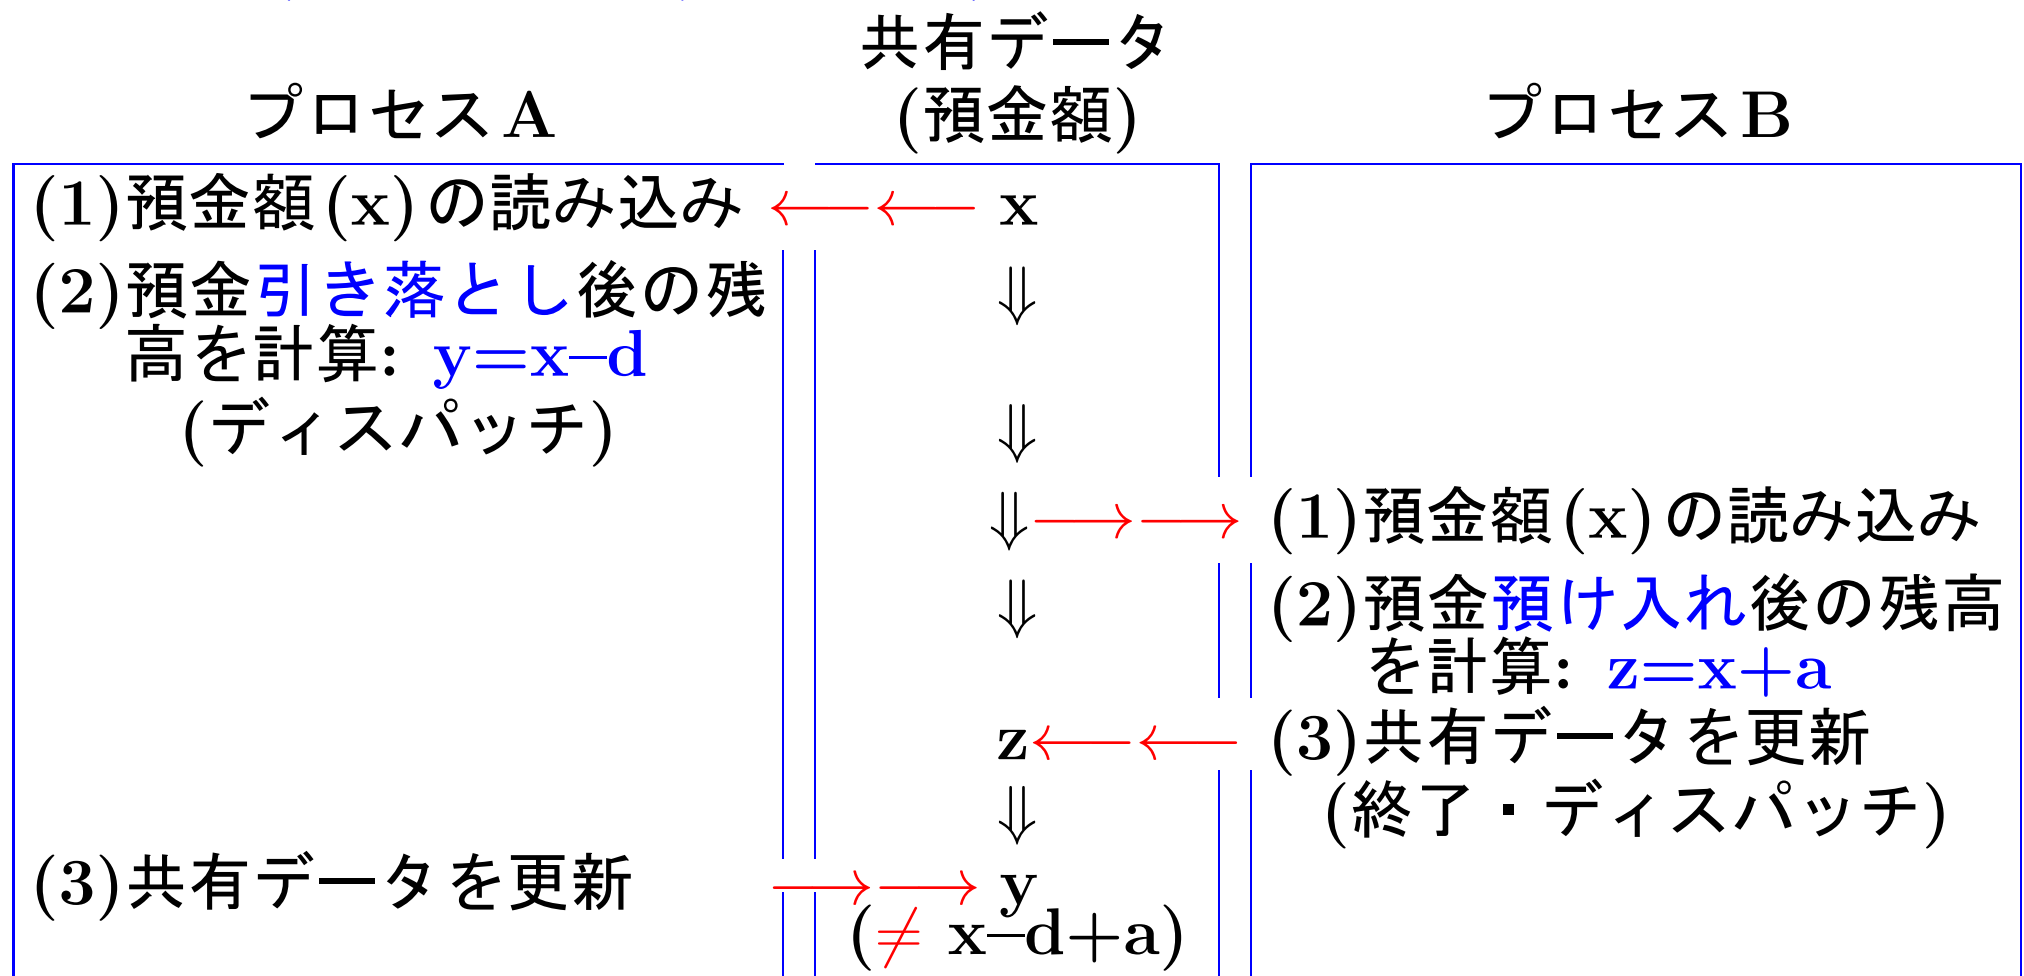 共有データ
(預金額)
プロセスA
プロセスB
(1)預金額(x)の読み込み ←← x
(2)預金引き落とし後の残 ⇓
高を計算: y=x–d
(ディスパッチ) ⇓
⇓ →→ (1)預金額(x)の読み込み
⇓ (2)預金預け入れ後の残高
を計算: z=x+a
z ←← (3)共有データを更新
⇓ (終了・ディスパッチ)
(3)共有データを更新 →→ y
(≠ x–d+a)